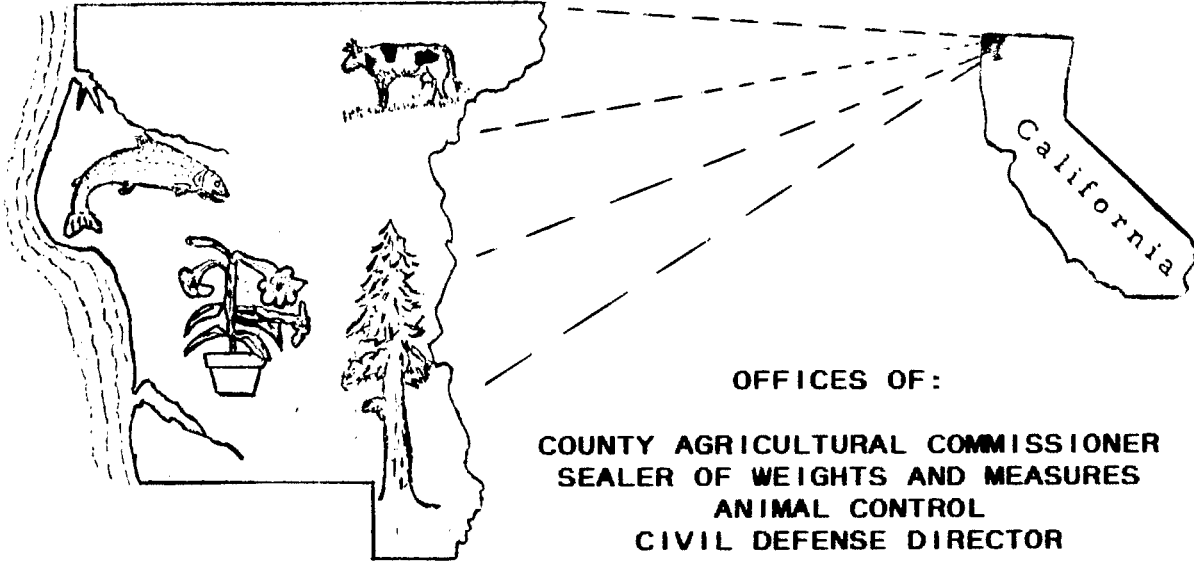 California
OFFICES OF:
COUNTY AGRICULTURAL COMMISSIONER
SEALER OF WEIGHTS AND MEASURES
ANIMAL CONTROL
CIVIL DEFENSE DIRECTOR